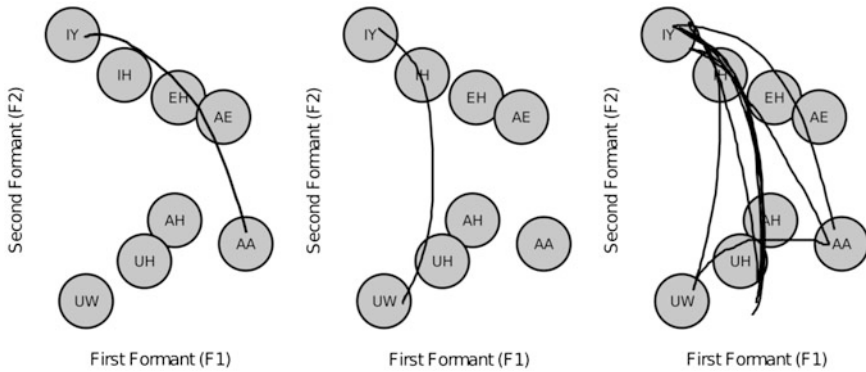 IY
IH
EH
AE
AH
AA
UH
UW
Second Formant (F2)
First Formant (F1)
IY
IH
EH
AE
AH
AA
UH
UW
Second Formant (F2)
First Formant (F1)
IY
IH
EH
AE
AH
AA
UH
UW
Second Formant (F2)
First Formant (F1)